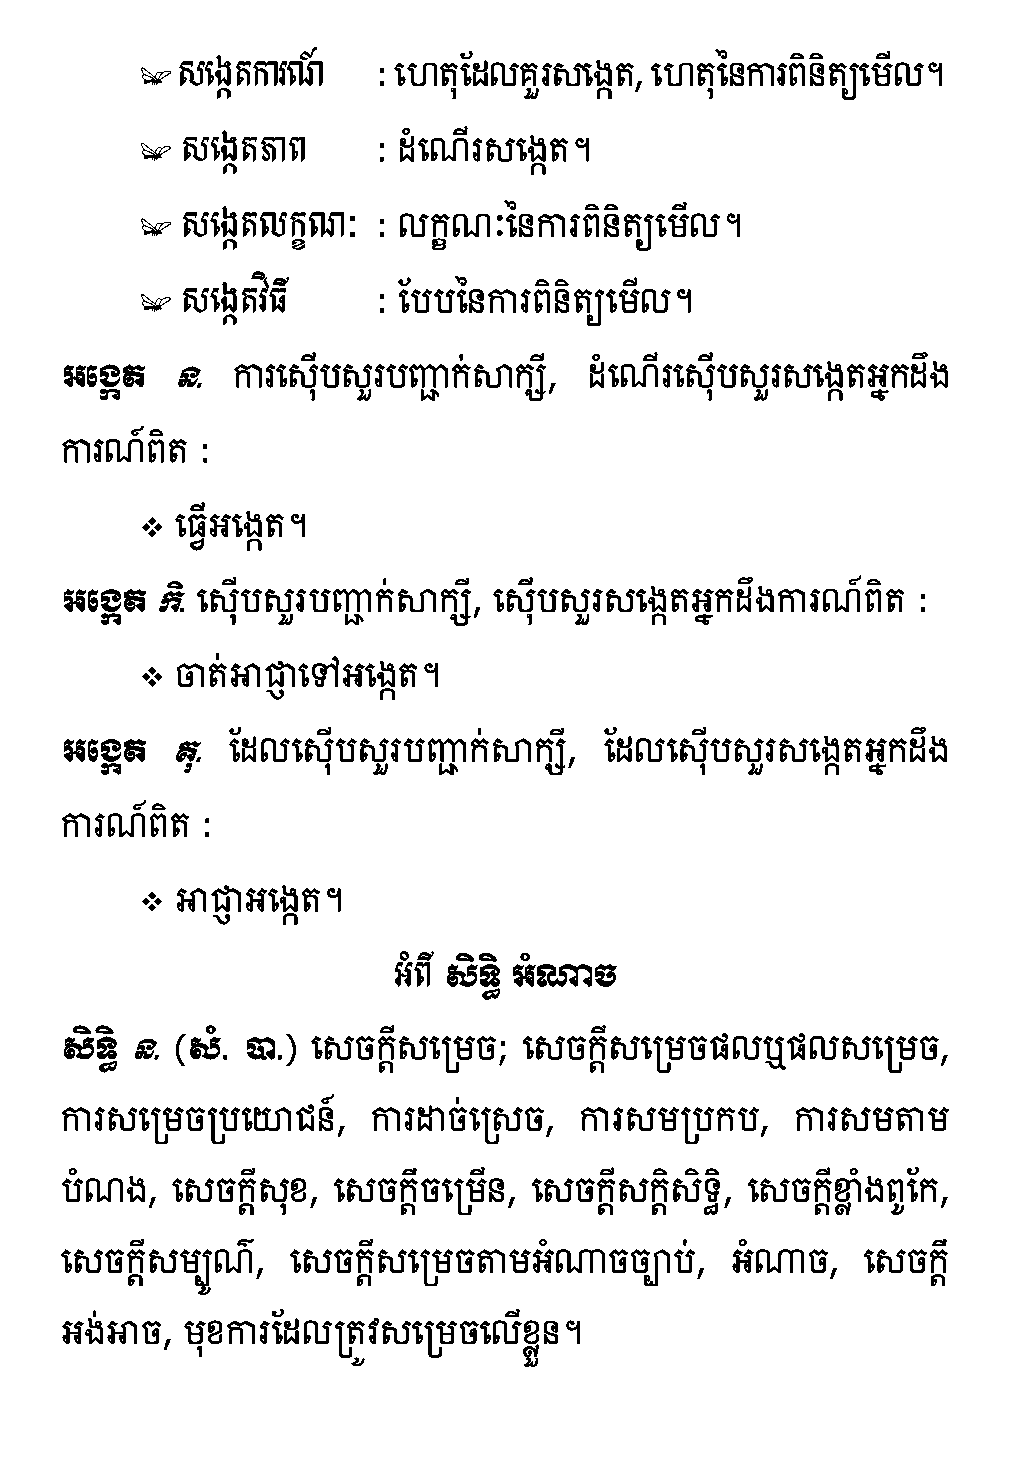 សង្កេតការណ៍ : ហេតុដែលគួរសង្កេត, ហេតុនៃការពិនិត្យមើល។
សង្កេតភាព : ដំណើរសង្កេត។
សង្កេតលក្ខណៈ : លក្ខណៈនៃការពិនិត្យមើល។
សង្កេតវិធី : បែបនៃការពិនិត្យមើល។
អង្កេត ន. ការស៊ើបសួរបញ្ជាក់សាក្សី, ដំណើរស៊ើបសួរសង្កេតអ្នកដឹង
ការណ៍ពិត :
❖ ធ្វើអង្កេត។
អង្កេត កិ. ស៊ើបសួរបញ្ជាក់សាក្សី, ស៊ើបសួរសង្កេតអ្នកដឹងការណ៍ពិត :
❖ ចាត់អាជ្ញាទៅអង្កេត។
អង្កេត គុ. ដែលស៊ើបសួរបញ្ជាក់សាក្សី, ដែលស៊ើបសួរសង្កេតអ្នកដឹង
ការណ៍ពិត :
❖ អាជ្ញាអង្កេត។
អំពី សិទ្ធិ អំណាច
សិទ្ធិ ន. (សំ. បា.) សេចក្ដីសម្រេច; សេចក្ដីសម្រេចផលឬផលសម្រេច,
ការសម្រេចប្រយោជន៍, ការដាច់ស្រេច, ការសមប្រកប, ការសមតាម
បំណង, សេចក្ដីសុខ, សេចក្ដីចម្រើន, សេចក្ដីសក្ដិសិទ្ធិ, សេចក្ដីខ្លាំងពូកែ,
សេចក្ដីសម្បូណ៌, សេចក្ដីសម្រេចតាមអំណាចច្បាប់, អំណាច, សេចក្ដី
អង់អាច, មុខការដែលត្រូវសម្រេចលើខ្លួន។